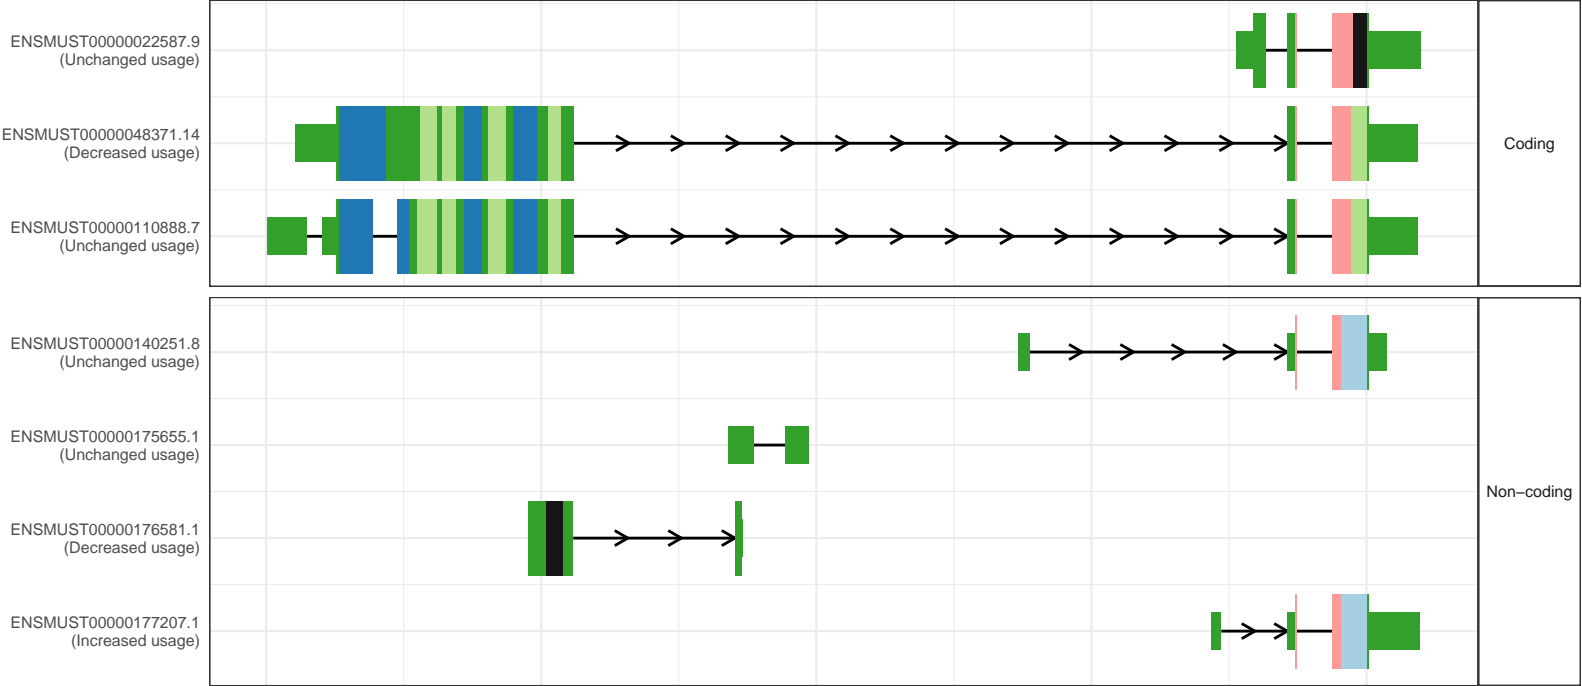 ENSMUST00000022587.9
(Unchanged usage)
ENSMUST00000048371.14
(Decreased usage)
ENSMUST00000110888.7
(Unchanged usage)
Coding
ENSMUST00000140251.8
(Unchanged usage)
ENSMUST00000175655.1
(Unchanged usage)
ENSMUST00000176581.1
(Decreased usage)
ENSMUST00000177207.1
(Increased usage)
Non−coding